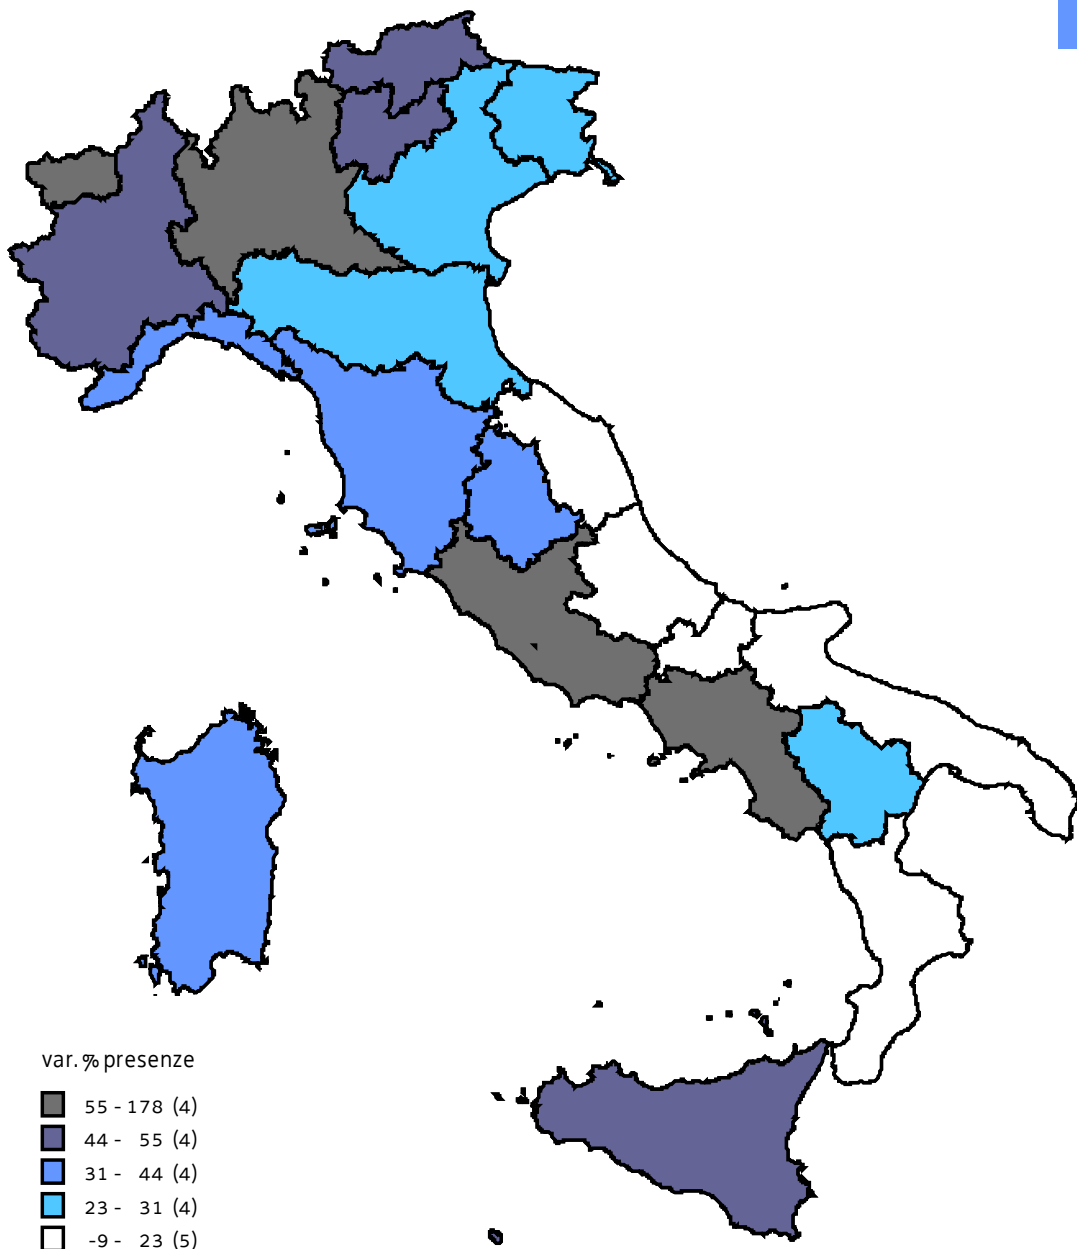 var. % presenze
55 - 178 (4)
44 - 55 (4)
31 - 44 (4)
23 - 31 (4)
-9 - 23 (5)